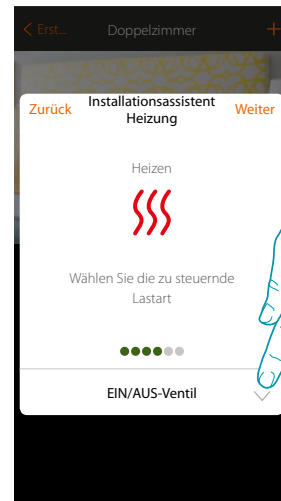 < Erst... Doppelzimmer +
Zurück Installationsassistent Weiter
Heizung
Heizen
Wählen Sie die zu steuernde
Lastart
EIN/AUS-Ventil